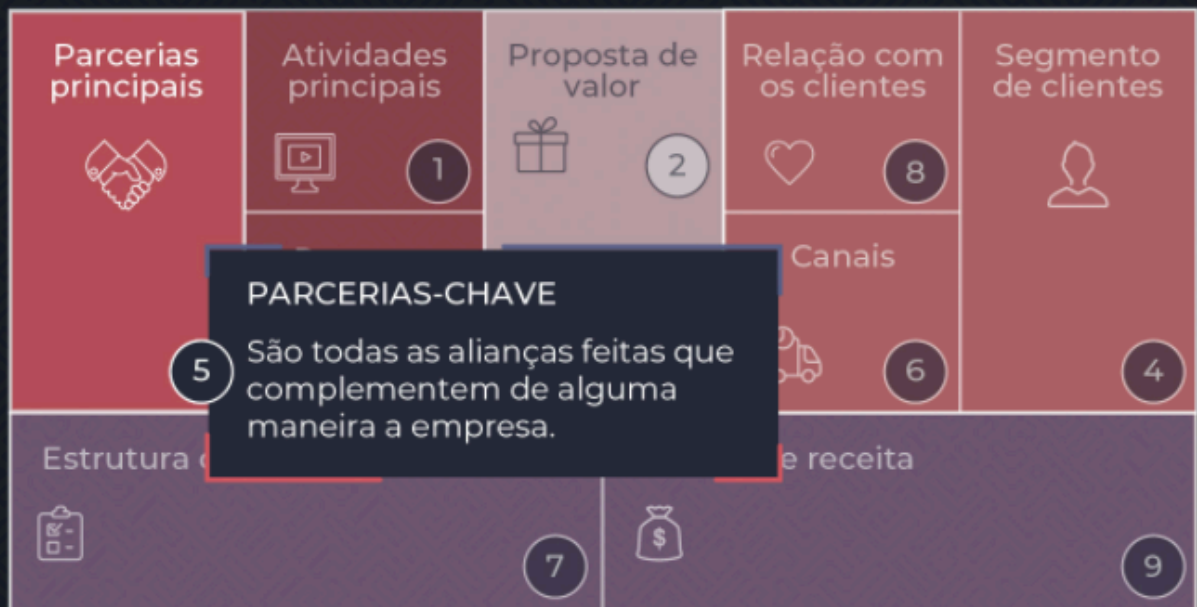 Parcerias
principais
Atividades
principais
1
Proposta de
valor
2
Relação com
os clientes
8
Segmento
de clientes
4
Canais
6
PARCERIAS-CHAVE
São todas as alianças feitas que
complementem de alguma
maneira a empresa.
5
Estrutura
7
e receita
$
9